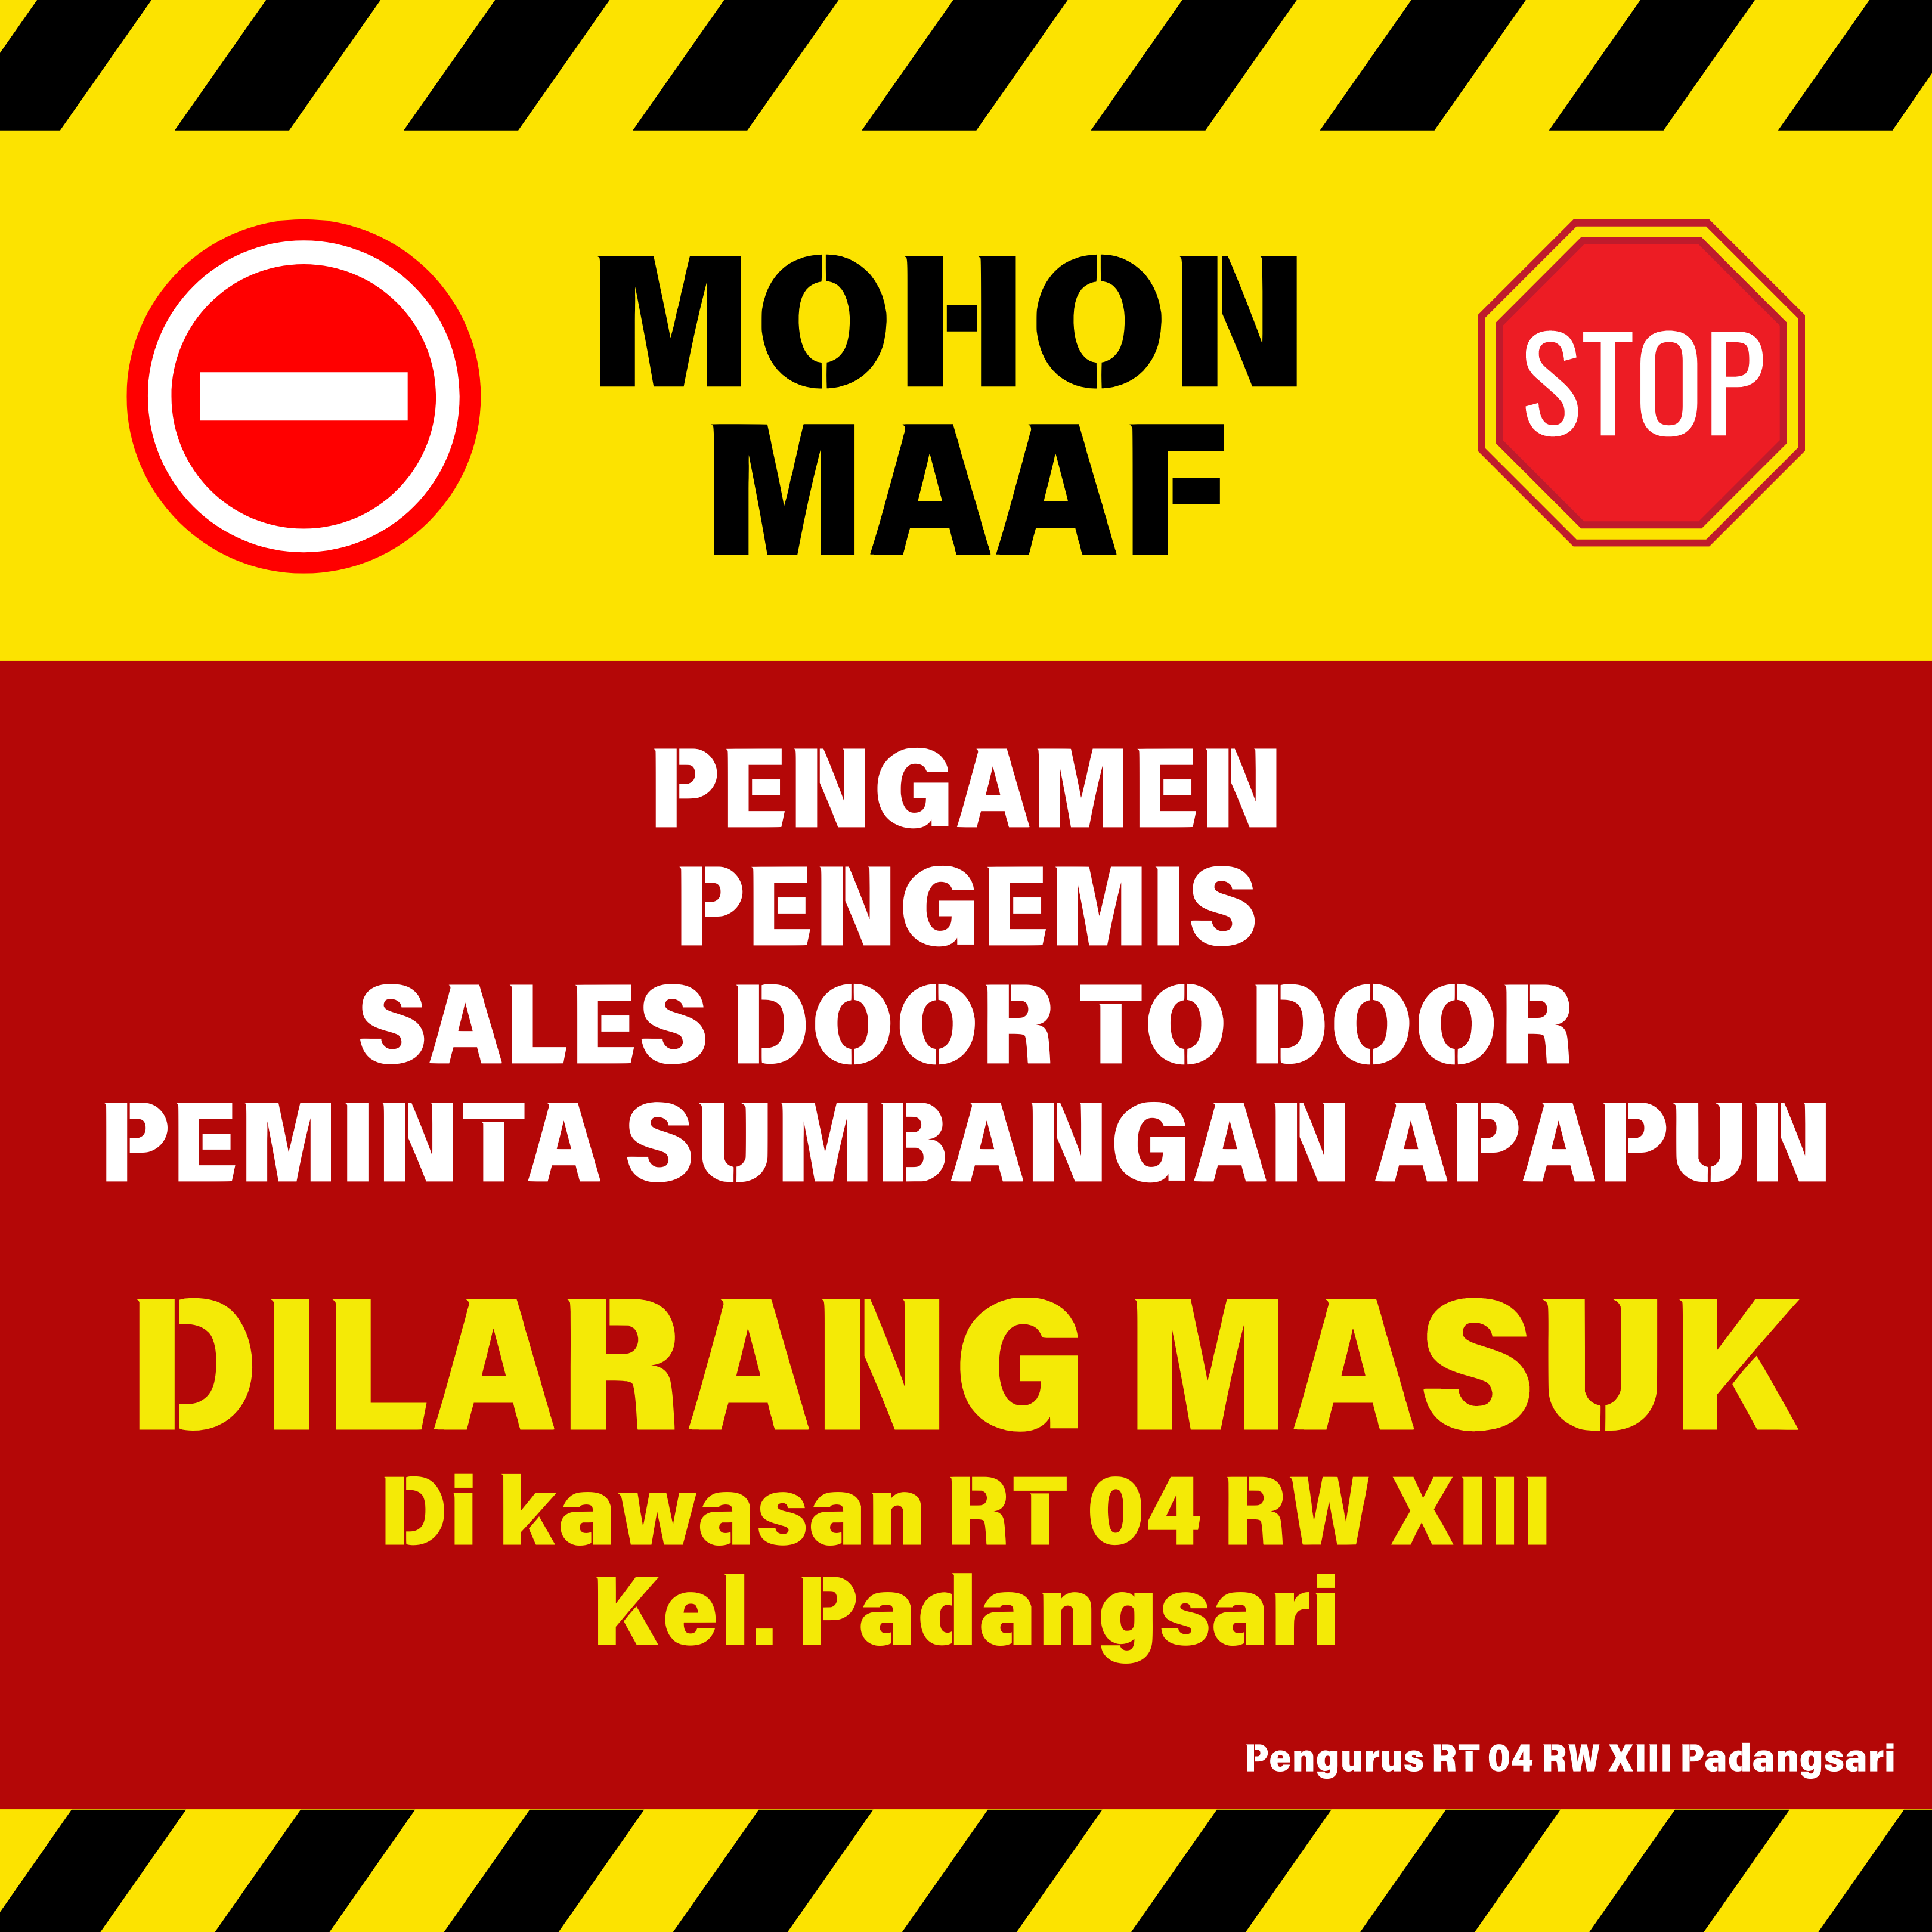 MOHON
MAAF
STOP
PENGAMEN
PENGEMIS
SALES DOOR TO DOOR
PEMINTA SUMBANGAN APAPUN
DILARANG MASUK
Di kawasan RT 04 RW XIII
Kel. Padangsari
Pengurus RT 04 RW XIII Padangsari